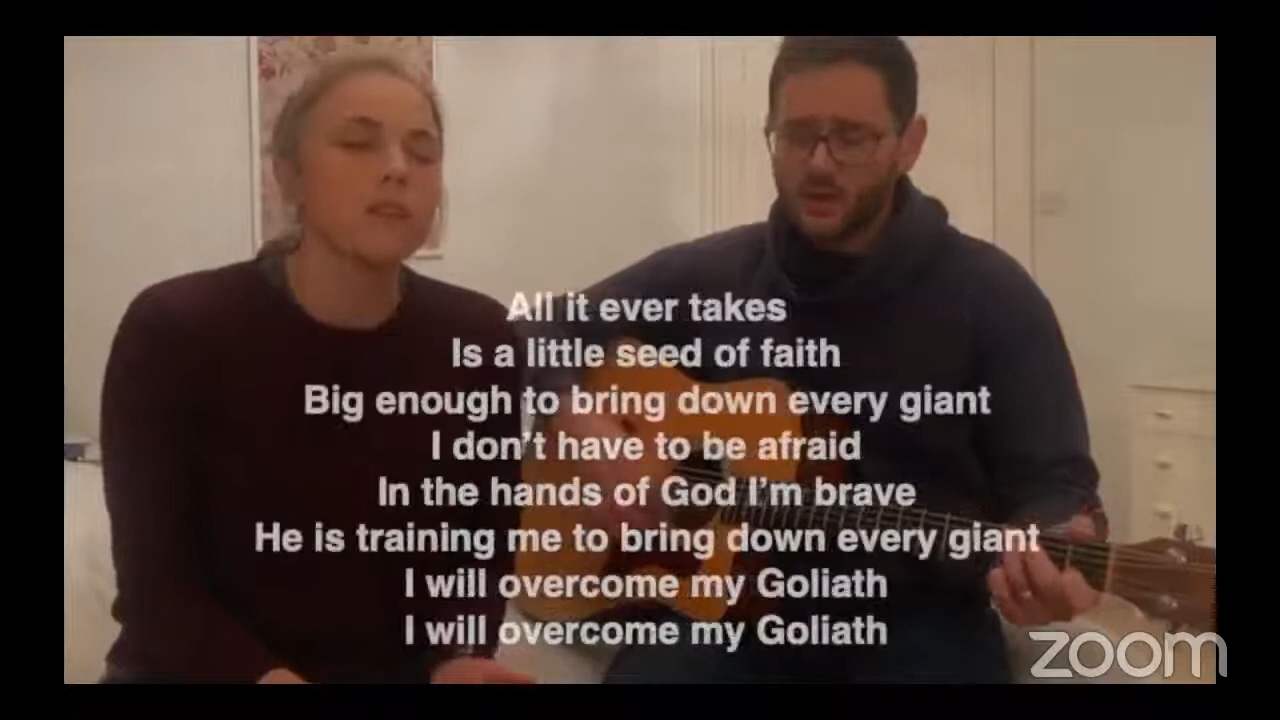 All it ever takes
Is a little seed of faith
Big enough to bring down every giant
I don't have to be afraid
In the hands of God I'm brave
He is training me to bring down every giant
I will overcome my Goliath
I will overcome my Goliath
zoom